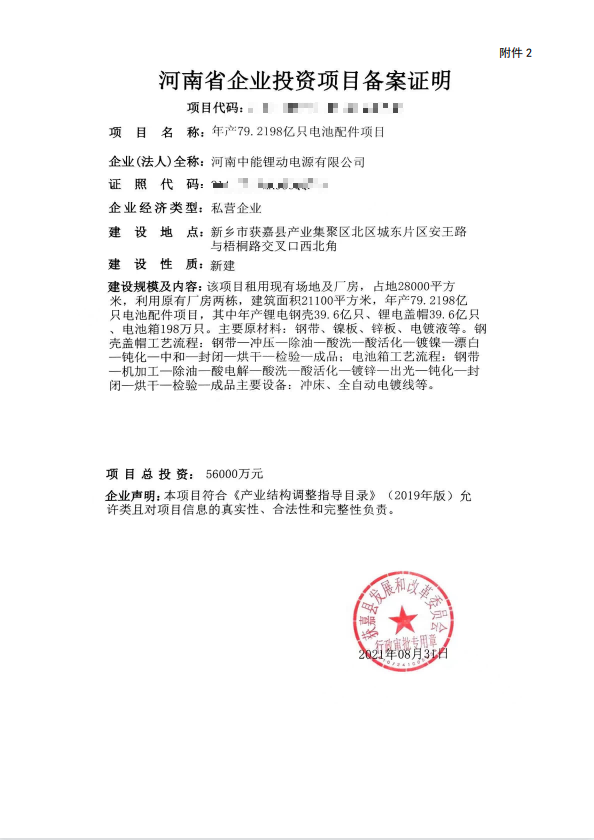 附件 2
河南省企业投资项目备案证明
项目代码:
项 目 名 称: 年产79.2198亿只电池配件项目
企业(法人)全称: 河南中能锂动电源有限公司
证 照 代 码:
企业经济类型: 私营企业
建 设 地 点: 新乡市获嘉县产业集聚区北区城东片区安王路
与梧桐路交叉口西北角
建 设 性 质: 新建
建设规模及内容: 该项目租用现有场地及厂房，占地28000平方
米，利用原有厂房两栋，建筑面积21100平方米，年产79.2198亿
只电池配件项目，其中年产锂电钢壳39.6亿只、锂电盖帽39.6亿只
、电池箱198万只。主要原材料：钢带、镍板、锌板、电镀液等。钢
壳盖帽工艺流程：钢带—冲压—除油—酸洗—酸活化—镀镍—漂白
—钝化—中和—封闭—烘干—检验—成品；电池箱工艺流程：钢带
—机加工—除油—酸电解—酸洗—酸活化—镀锌—出光—钝化—封
闭—烘干—检验—成品主要设备：冲床、全自动电镀线等。
项 目 总 投 资: 56000万元
企业声明: 本项目符合《产业结构调整指导目录》（2019年版）允
许类且对项目信息的真实性、合法性和完整性负责。
获嘉县发展和改革委员会
行政审批专用章
2021年08月31日